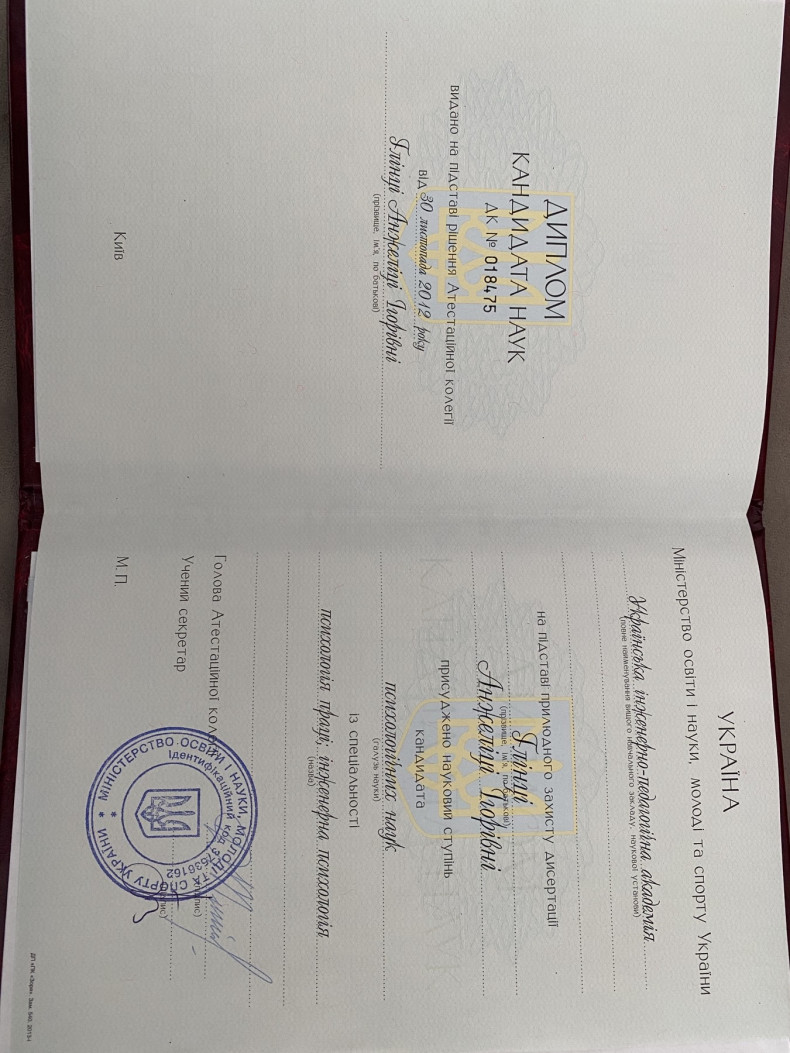 ДИПЛОМ
КАНДИДАТА НАУК
ДК № 018475
видано на підставі рішення Атестаційної колегії
від 30 листопада 2012 року
Глінці Анжеліці Ігорівні
(прізвище, ім'я, по батькові)
Київ
УКРАЇНА
Міністерство освіти і науки, молоді та спорту України
Українська інженерно-педагогічна академія
(повне найменування вищого навчального закладу, наукової установи)
на підставі прилюдного захисту дисертації
Глінці
(прізвище, ім'я, по батькові)
Анжеліці Ігорівні
присуджено науковий ступінь
кандидата
психологічних наук
(галузь науки)
із спеціальності
психологія праці; інженерна психологія
(назва)
Голова Атестаційної колегії
Учений секретар
М.П.
МІНІСТЕРСТВО ОСВІТИ І НАУКИ, МОЛОДІ ТА СПОРТУ УКРАЇНИ
Ідентифікаційний код